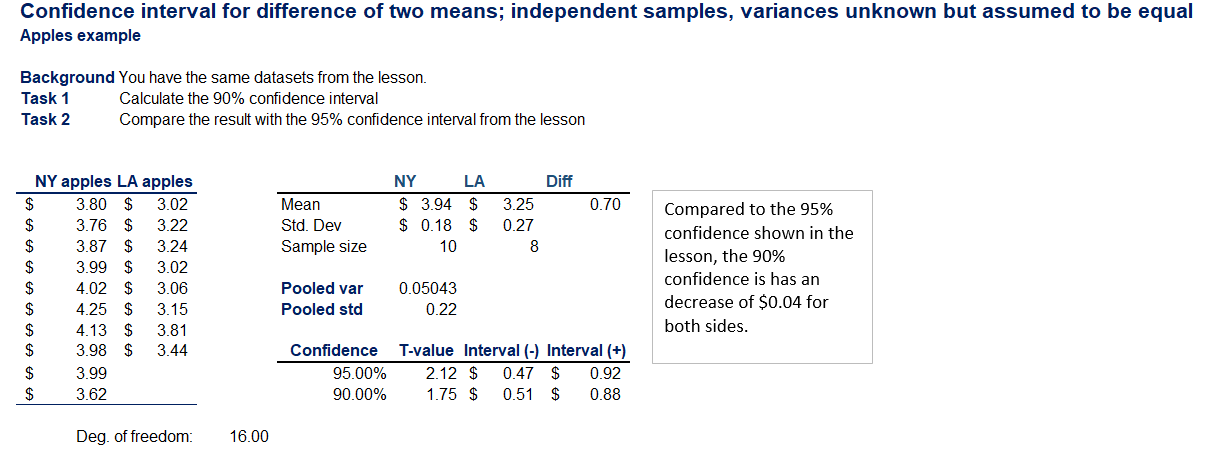 Confidence interval for difference of two means; independent samples, variances unknown but assumed to be equal
Apples example
Background You have the same datasets from the lesson.
Task 1 Calculate the 90% confidence interval
Task 2 Compare the result with the 95% confidence interval from the lesson
NY apples LA apples
$ 3.80 $ 3.02
$ 3.76 $ 3.22
$ 3.87 $ 3.24
$ 3.99 $ 3.02
$ 4.02 $ 3.06
$ 4.25 $ 3.15
$ 4.13 $ 3.81
$ 3.98 $ 3.44
$ 3.99
$ 3.62
Deg. of freedom: 16.00
NY LA Diff
Mean $ 3.94 $ 3.25 0.70
Std. Dev $ 0.18 $ 0.27
Sample size 10 8
Pooled var 0.05043
Pooled std 0.22
Confidence T-value Interval (-) Interval (+)
95.00% 2.12 $ 0.47 $ 0.92
90.00% 1.75 $ 0.51 $ 0.88
Compared to the 95%
confidence shown in the
lesson, the 90%
confidence is has an
decrease of $0.04 for
both sides.